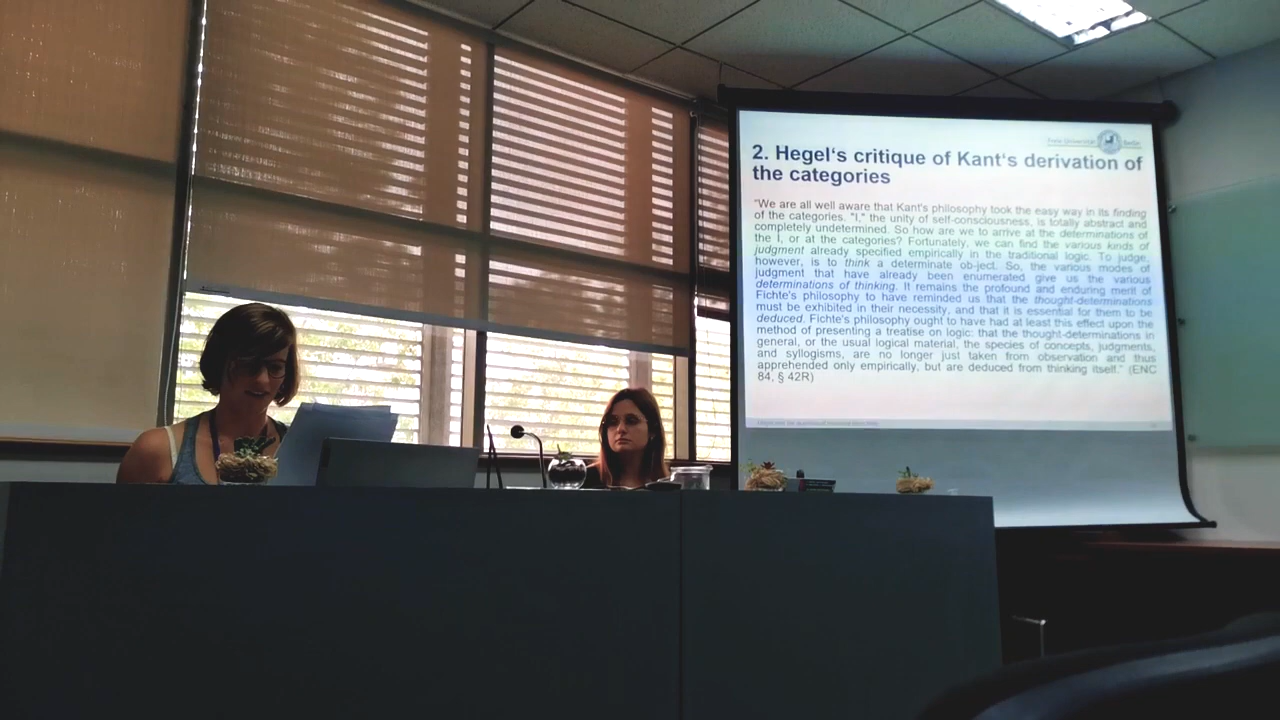 Freie Universität Berlin
2. Hegel‘s critique of Kant‘s derivation of
the categories
"We are all well aware that Kant's philosophy took the easy way in its finding
of the categories. "I," the unity of self-consciousness, is totally abstract and
completely undetermined. So how are we to arrive at the determinations of
the I, or at the categories? Fortunately, we can find the various kinds of
judgment already specified empirically in the traditional logic. To judge,
however, is to think a determinate ob-ject. So, the various modes of
judgment that have already been enumerated give us the various
determinations of thinking. It remains the profound and enduring merit of
Fichte's philosophy to have reminded us that the thought-determinations
must be exhibited in their necessity, and that it is essential for them to be
deduced. Fichte's philosophy ought to have had at least this effect upon the
method of presenting a treatise on logic: that the thought-determinations in
general, or the usual logical material, the species of concepts, judgments,
and syllogisms, are no longer just taken from observation and thus
apprehended only empirically, but are deduced from thinking itself." (ENC
84, § 42R)